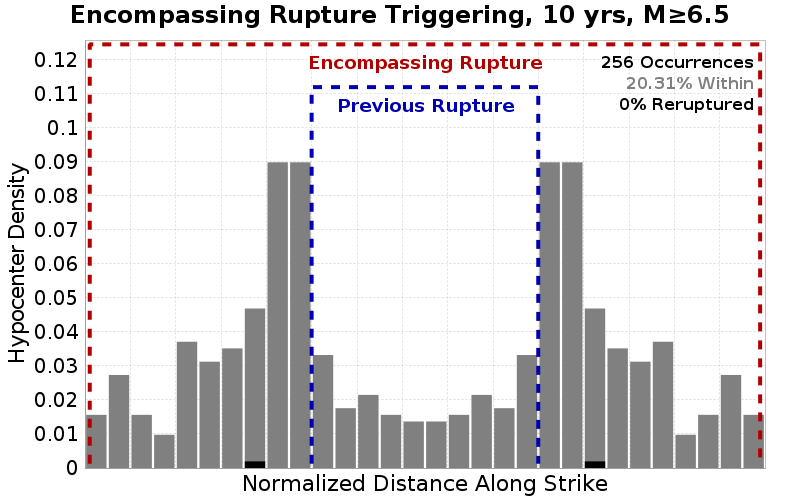 Encompassing Rupture Triggering, 10 yrs, M≥6.5
Encompassing Rupture
256 Occurrences
20.31% Within
Previous Rupture
0% Reruptured
Hypocenter Density
0.12
0.11
0.1
0.09
0.08
0.07
0.06
0.05
0.04
0.03
0.02
0.01
0
Normalized Distance Along Strike